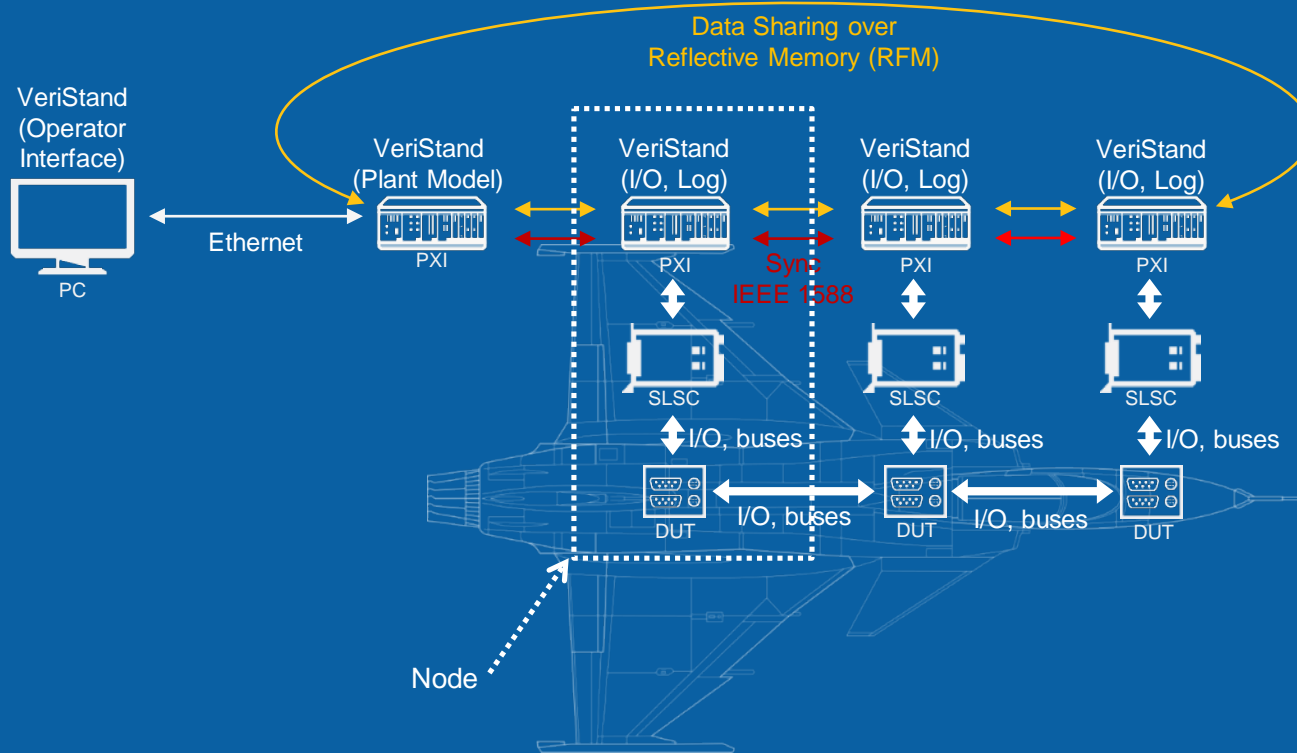 Data Sharing over
Reflective Memory (RFM)
VeriStand
(Operator
Interface)
PC
Ethernet
VeriStand
(Plant Model)
PXI
VeriStand
(I/O, Log)
PXI
VeriStand
(I/O, Log)
PXI
VeriStand
(I/O, Log)
PXI
Sync
IEEE 1588
SLSC
SLSC
SLSC
I/O, buses
I/O, buses
I/O, buses
DUT
I/O, buses
DUT
I/O, buses
DUT
Node